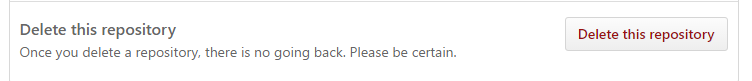 Delete this repository
Once you delete a repository, there is no going back. Please be certain.
Delete this repository